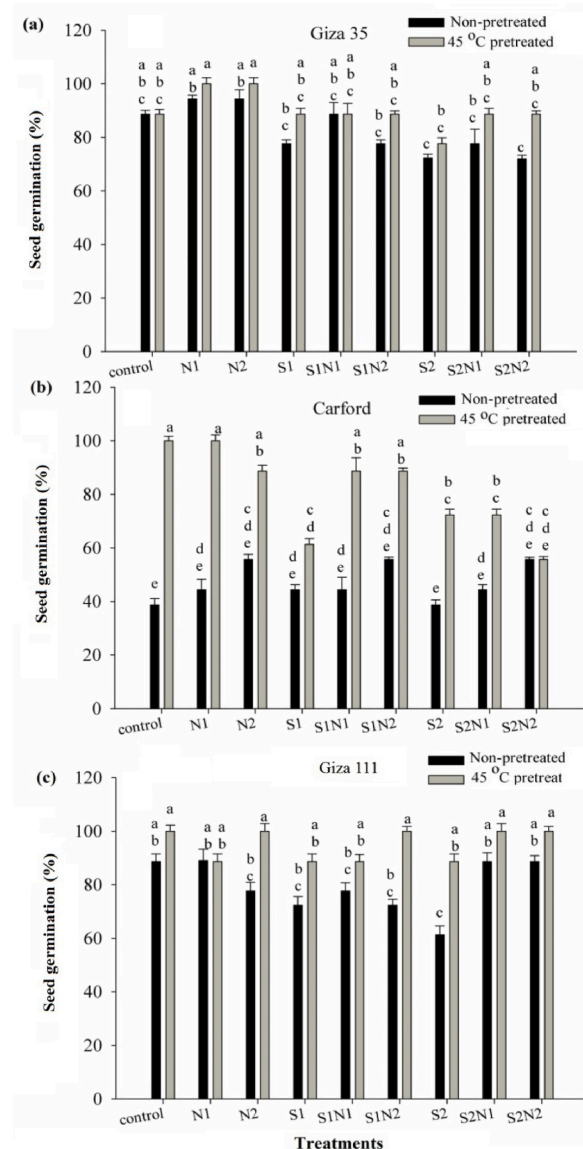 (a)
Giza 35
Non-pretreated
45 °C pretreated
Seed germination (%)
120
100
80
60
40
20
0
a a a a a a a a
b b a b a b b b b a b b
c c b b c c c c c c c c c c c
control N1 N2 S1 S1N1 S1N2 S2 S2N1 S2N2
(b)
Carford
Non-pretreated
45 °C pretreated
Seed germination (%)
120
100
80
60
40
20
0
a a a a a
b b b b b
c c c c c c c
d d d d d d d d d
e e e e e e e e e e
control N1 N2 S1 S1N1 S1N2 S2 S2N1 S2N2
(c)
Giza 111
Non-pretreated
45 °C pretreat
Seed germination (%)
120
100
80
60
40
20
0
a a a a a a a a a a a a
b b b b b b b b b b b b
c c c c c
control N1 N2 S1 S1N1 S1N2 S2 S2N1 S2N2
Treatments